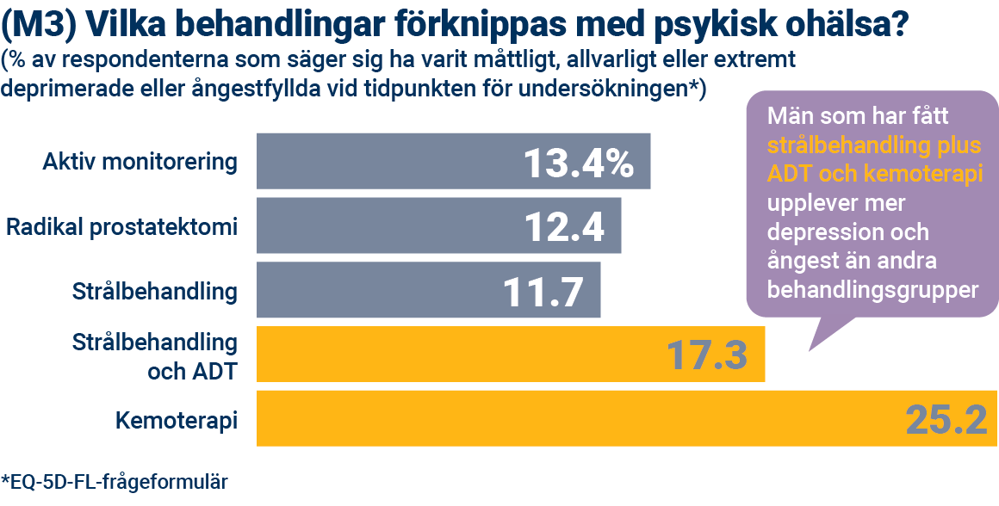 (M3) Vilka behandlingar förknippas med psykisk ohälsa?
(% av respondenterna som säger sig ha varit måttligt, allvarligt eller extremt
deprimerade eller ångestfyllda vid tidpunkten för undersökningen*)
Män som har fått
strålbehandling plus
ADT och kemoterapi
upplever mer
depression och
ångest än andra
behandlingsgrupper
Aktiv monitorering 13.4%
Radikal prostatektomi 12.4
Strålbehandling 11.7
Strålbehandling
och ADT 17.3
Kemoterapi 25.2
*EQ-5D-FL-frågeformulär